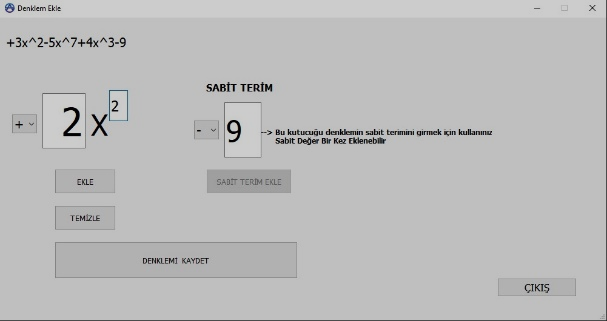 Denklem Ekle
+3x^2-5x^7+4x^3-9
SABİT TERİM
+ 2 X 2
- 9
--> Bu kutucuğu denklemin sabit terimini girmek için kullanınız
Sabit Değer Bir Kez Eklenebilir
EKLE
SABİT TERİM EKLE
TEMİZLE
DENKLEMİ KAYDET
ÇIKIŞ